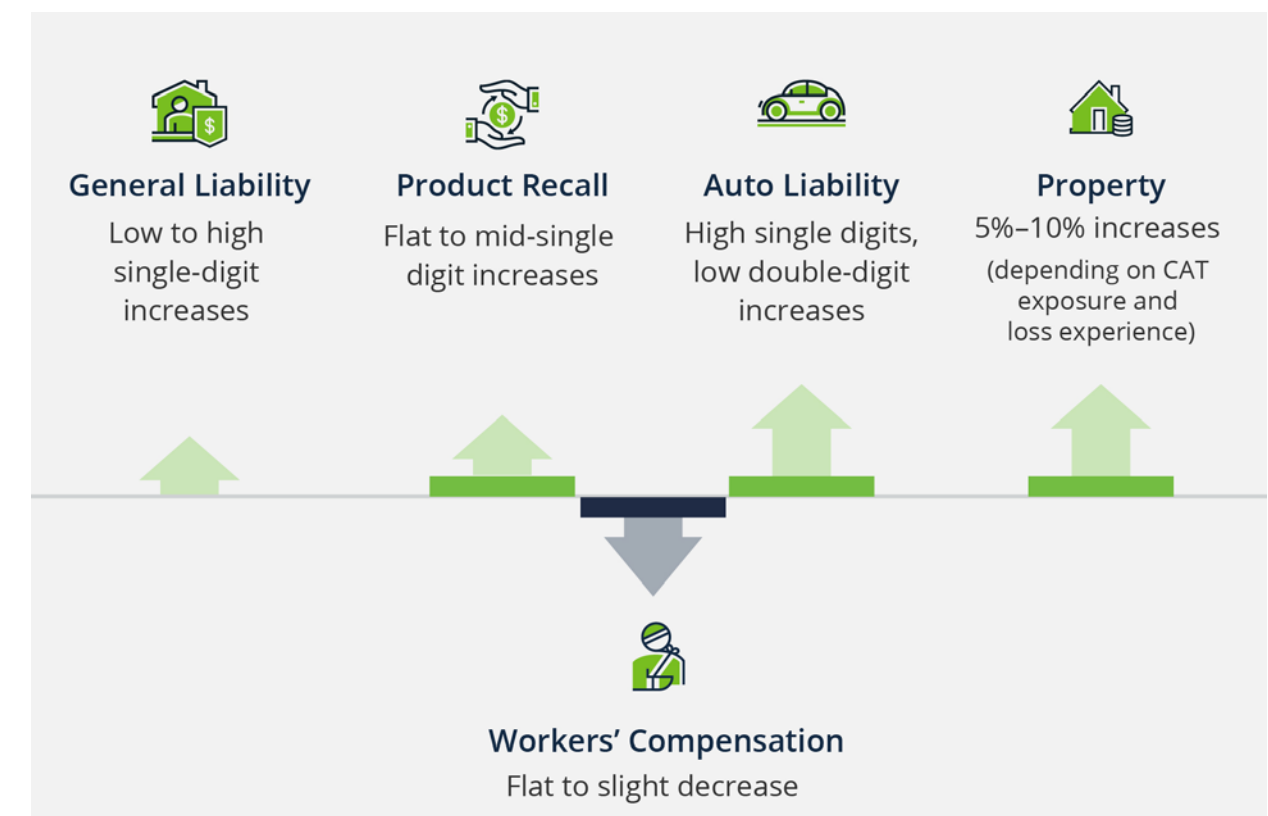 General Liability
Low to high
single-digit
increases
Product Recall
Flat to mid-single
digit increases
Auto Liability
High single digits,
low double-digit
increases
Property
5%–10% increases
(depending on CAT
exposure and
loss experience)
$
$
Workers’ Compensation
Flat to slight decrease